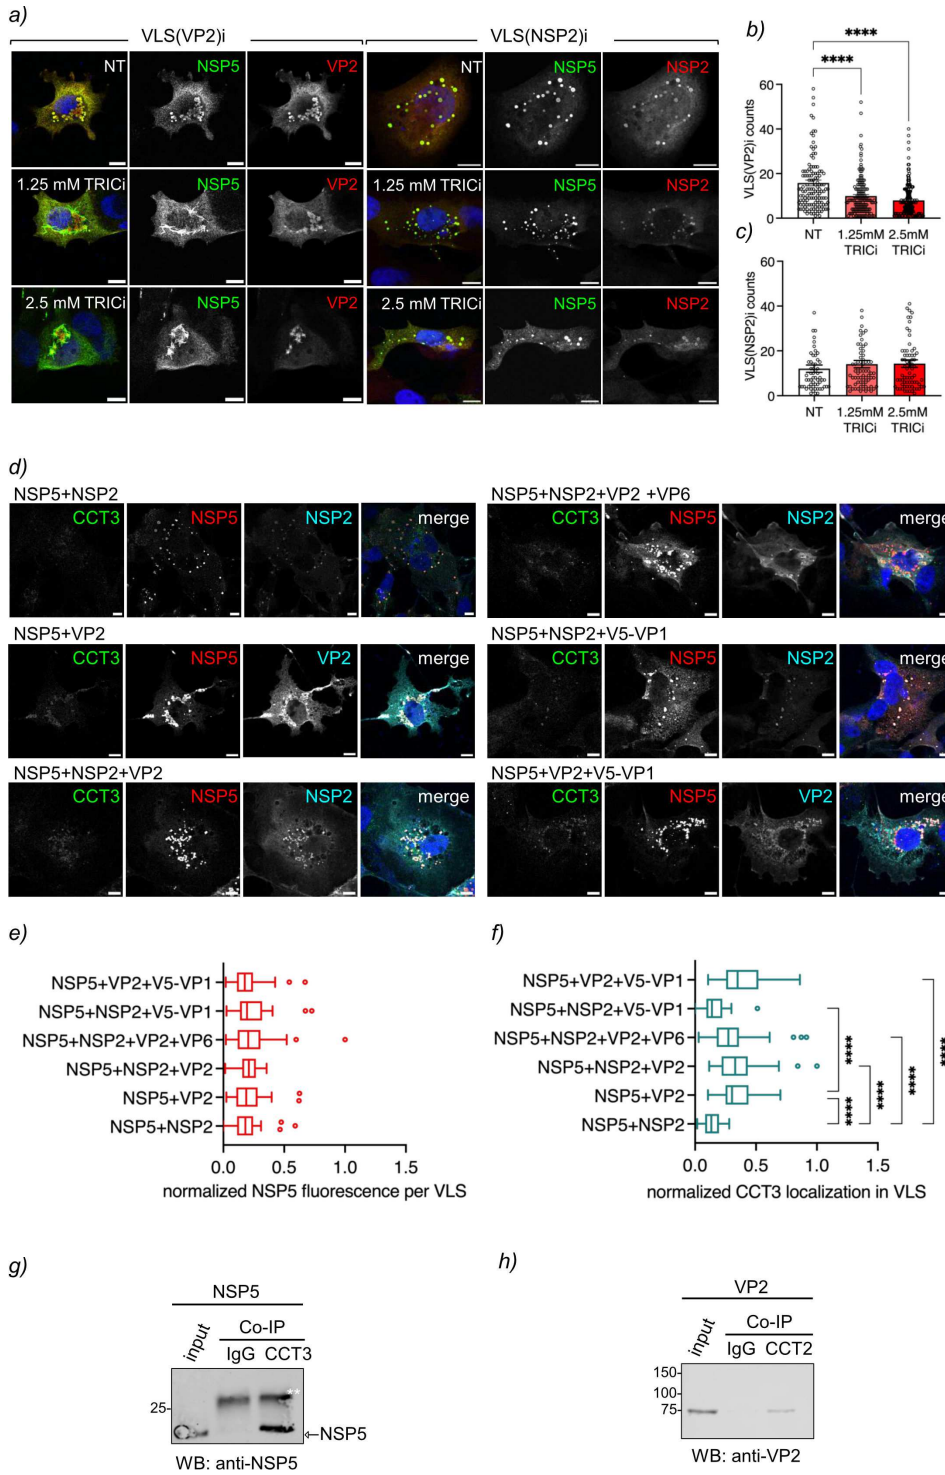 a)
VLS(VP2)i
VLS(NSP2)i
NT
NSP5
VP2
NT
NSP5
NSP2
1.25 mM TRICi
NSP5
VP2
1.25 mM TRICi
NSP5
NSP2
2.5 mM TRICi
NSP5
VP2
2.5 mM TRICi
NSP5
NSP2
b)
****
****
VLS(VP2)i counts
60
40
20
0
NT
1.25mM TRICi
2.5mM TRICi
c)
VLS(NSP2)i counts
60
40
20
0
NT
1.25mM TRICi
2.5mM TRICi
d)
NSP5+NSP2
CCT3
NSP5
NSP2
merge
NSP5+NSP2+VP2 +VP6
CCT3
NSP5
NSP2
merge
NSP5+VP2
CCT3
NSP5
VP2
merge
NSP5+NSP2+V5-VP1
CCT3
NSP5
NSP2
merge
NSP5+NSP2+VP2
CCT3
NSP5
NSP2
merge
NSP5+VP2+V5-VP1
CCT3
NSP5
VP2
merge
e)
NSP5+VP2+V5-VP1
NSP5+NSP2+V5-VP1
NSP5+NSP2+VP2+VP6
NSP5+NSP2+VP2
NSP5+VP2
NSP5+NSP2
0.0 0.5 1.0 1.5
normalized NSP5 fluorescence per VLS
f)
NSP5+VP2+V5-VP1
NSP5+NSP2+V5-VP1
NSP5+NSP2+VP2+VP6
NSP5+NSP2+VP2
NSP5+VP2
NSP5+NSP2
****
****
****
****
****
0.0 0.5 1.0 1.5
normalized CCT3 localization in VLS
g)
NSP5
input
Co-IP
IgG CCT3
25-
**
NSP5
WB: anti-NSP5
h)
VP2
input
Co-IP
IgG CCT2
150-
100-
75-
WB: anti-VP2